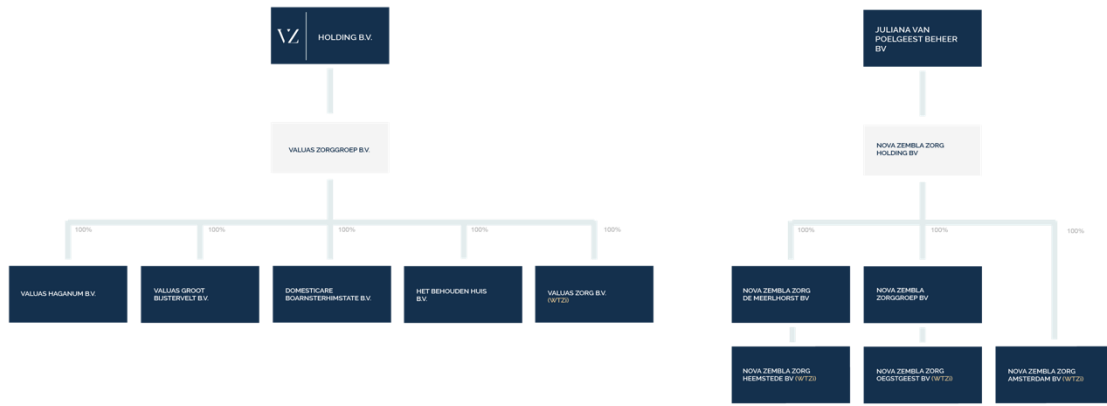 VZ HOLDING B.V.
VALUAS ZORGGROEP B.V.
100%
100%
100%
100%
100%
VALUAS HAGANUM B.V.
VALUAS GROOT
BIJSTERVELT B.V.
DOMESTICARE
BOARNSTERHIMSTATE B.V.
HET BEHOUDEN HUIS
B.V.
VALUAS ZORG B.V.
(WTZI)
JULIANA VAN
POELGEEST BEHEER
BV
NOVA ZEMBLA ZORG
HOLDING BV
100%
100%
100%
NOVA ZEMBLA ZORG
DE MEERLHORST BV
NOVA ZEMBLA
ZORGGROEP BV
NOVA ZEMBLA ZORG
HEEMSTEDE BV (WTZI)
NOVA ZEMBLA ZORG
OEGSTGEEST BV (WTZI)
NOVA ZEMBLA ZORG
AMSTERDAM BV (WTZI)